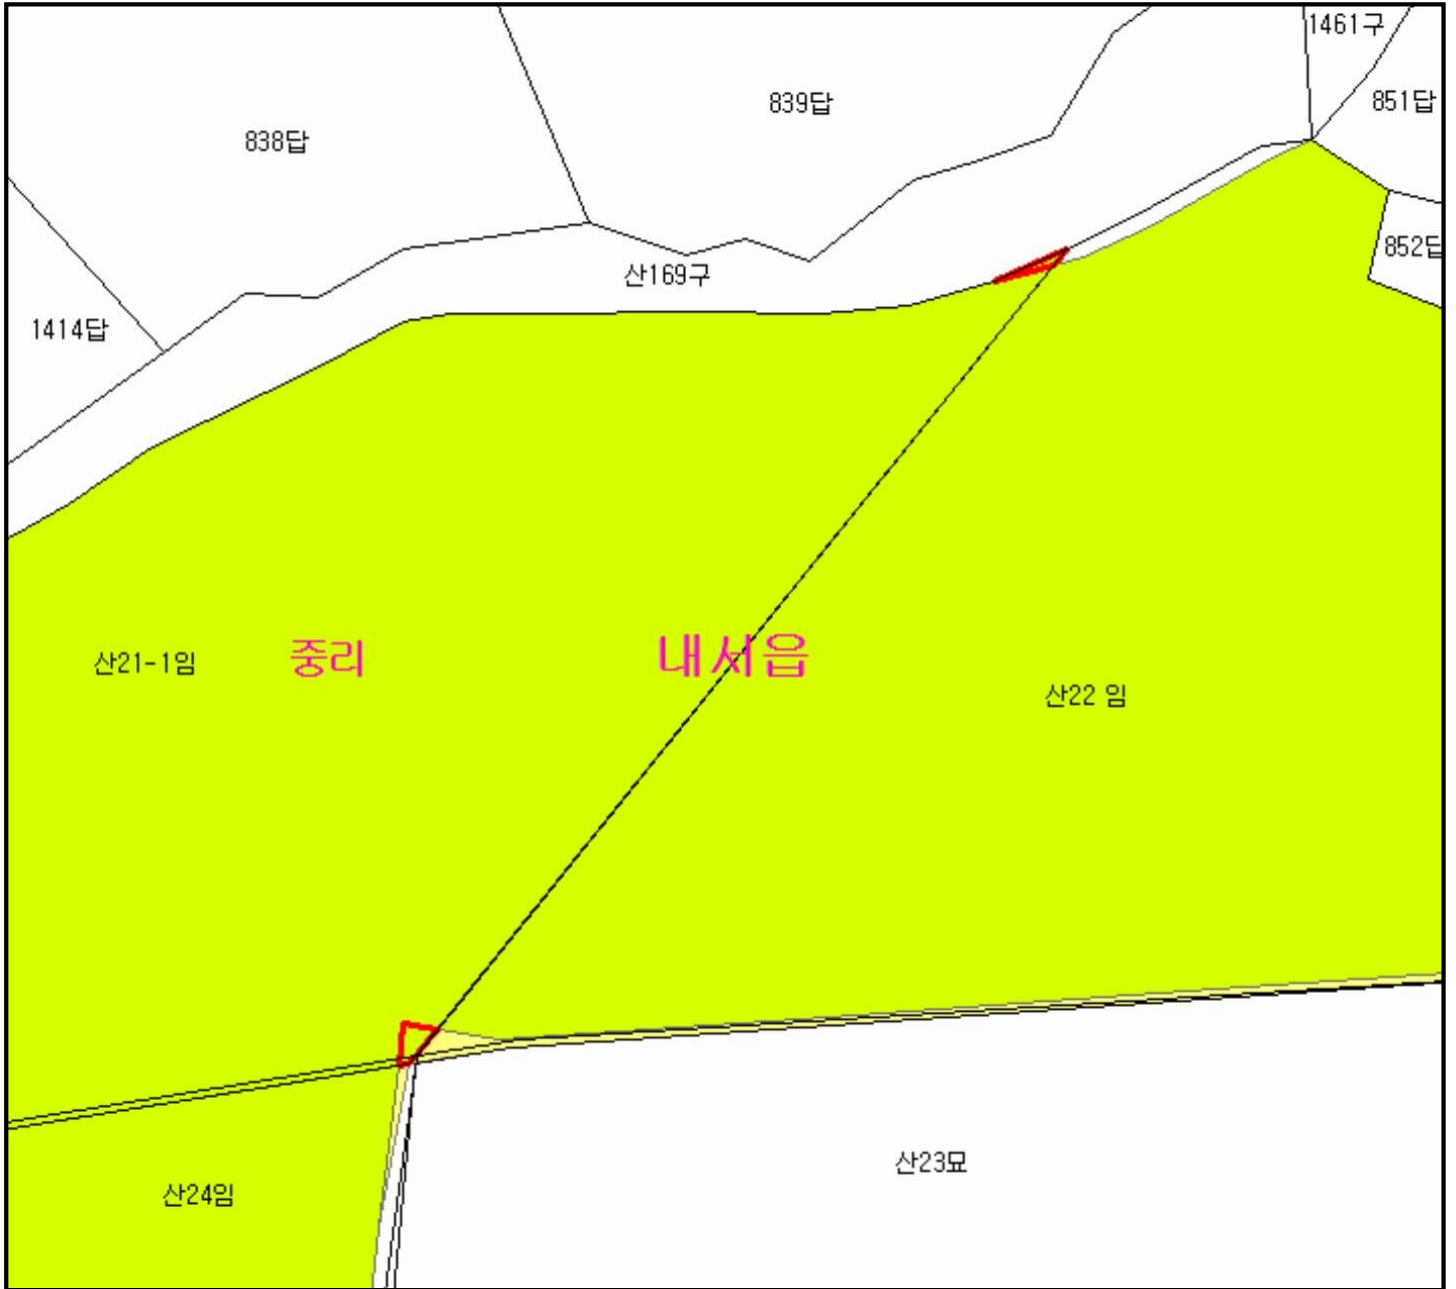 1461구
851답
839답
838답
852답
산169구
1414답
내서읍
중리
산21-1임
산22 임
산23묘
산24임